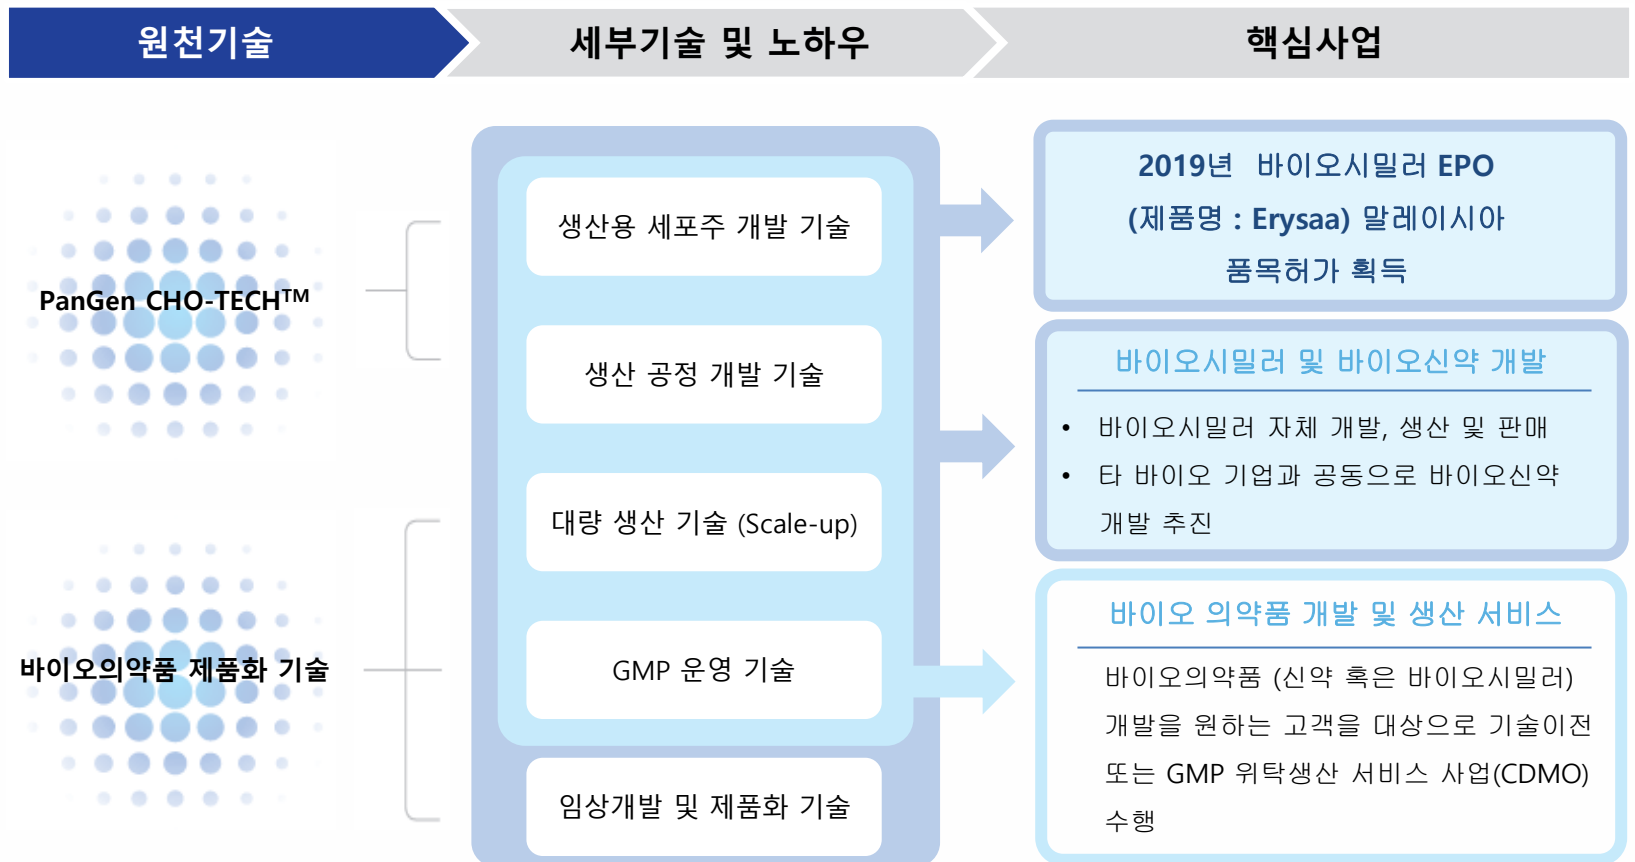 원천기술
세부기술 및 노하우
핵심사업
PanGen CHO-TECH™
바이오의약품 제품화 기술
생산용 세포주 개발 기술
생산 공정 개발 기술
대량 생산 기술 (Scale-up)
GMP 운영 기술
임상개발 및 제품화 기술
2019년 바이오시밀러 EPO
(제품명 : Erysaa) 말레이시아
품목허가 획득
바이오시밀러 및 바이오신약 개발
• 바이오시밀러 자체 개발, 생산 및 판매
• 타 바이오 기업과 공동으로 바이오신약
개발 추진
바이오 의약품 개발 및 생산 서비스
바이오의약품 (신약 혹은 바이오시밀러)
개발을 원하는 고객을 대상으로 기술이전
또는 GMP 위탁생산 서비스 사업(CDMO)
수행